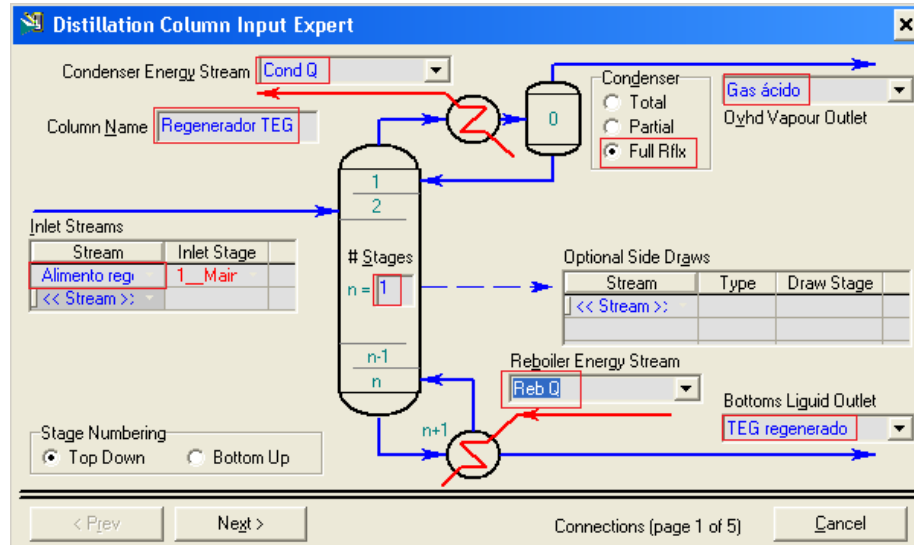 Distillation Column Input Expert
Condenser Energy Stream Cond Q
Column Name Regenerador TEG
Condenser
Total
Partial
Full Rflx
Gas ácido
Ovhd Vapour Outlet
0
1
2
Inlet Streams
Stream Inlet Stage
Alimento reg 1__Mair
<< Stream >>
# Stages
n = 1
Optional Side Draws
Stream Type Draw Stage
<< Stream >>
n-1
n
n+1
Reboiler Energy Stream
Reb Q
Bottoms Liquid Outlet
TEG regenerado
Stage Numbering
Top Down Bottom Up
< Prev Next > Connections (page 1 of 5) Cancel